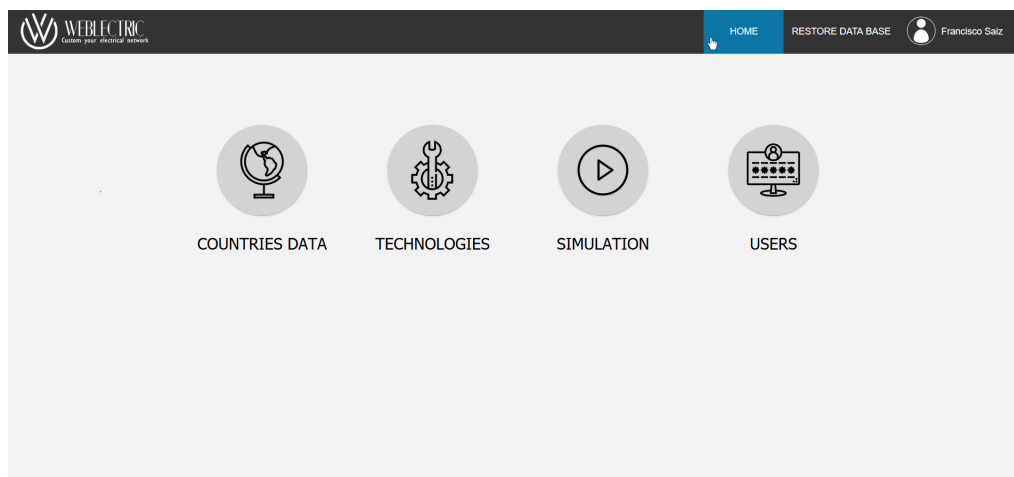 WEBLECTRIC
Custom your electrical network
HOME
RESTORE DATA BASE
Francisco Saiz
COUNTRIES DATA
TECHNOLOGIES
SIMULATION
USERS